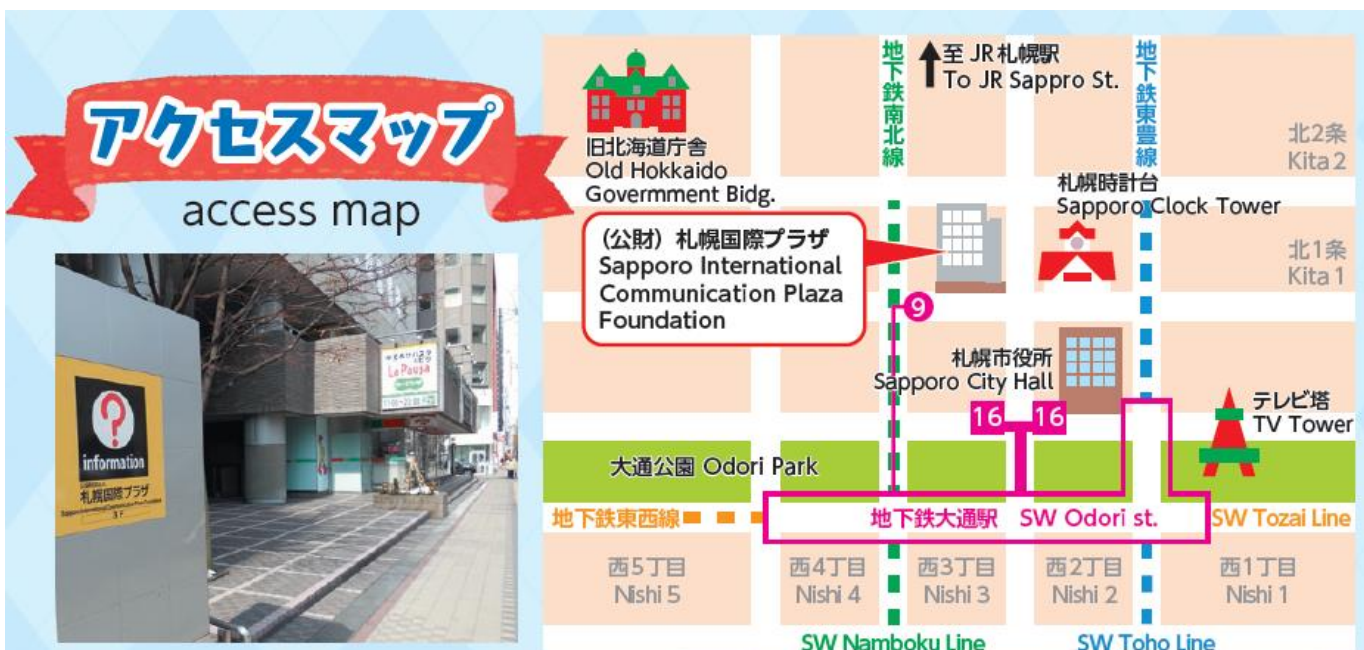 アクセスマップ
access map
information
札幌国際プラザ
3F
La Pausa
地下鉄南北線
至 JR 札幌駅
To JR Sappro St.
地下鉄東豊線
旧北海道庁舎
Old Hokkaido
Govermment Bidg.
北2条
Kita 2
札幌時計台
Sapporo Clock Tower
(公財) 札幌国際プラザ
Sapporo International
Communication Plaza
Foundation
北1条
Kita 1
9
札幌市役所
Sapporo City Hall
16 16
テレビ塔
TV Tower
大通公園 Odori Park
地下鉄東西線
地下鉄大通駅 SW Odori st.
SW Tozai Line
西5丁目
Nishi 5
西4丁目
Nishi 4
西3丁目
Nishi 3
西2丁目
Nishi 2
西1丁目
Nishi 1
SW Namboku Line
SW Toho Line